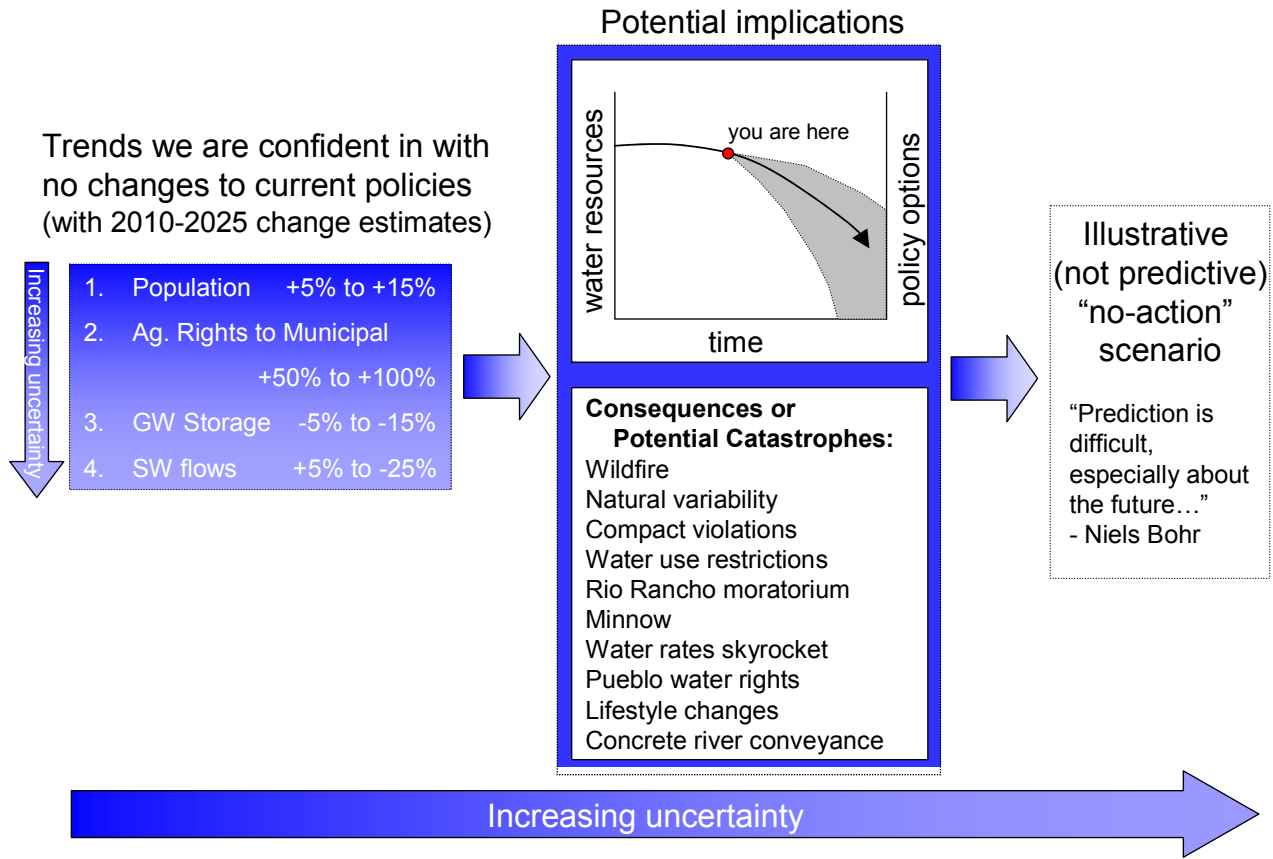 Potential implications
Trends we are confident in with
no changes to current policies
(with 2010-2025 change estimates)
Increasing uncertainty
1. Population +5% to +15%
2. Ag. Rights to Municipal
+50% to +100%
3. GW Storage -5% to -15%
4. SW flows +5% to -25%
water resources
you are here
policy options
time
Consequences or
Potential Catastrophes:
Wildfire
Natural variability
Compact violations
Water use restrictions
Rio Rancho moratorium
Minnow
Water rates skyrocket
Pueblo water rights
Lifestyle changes
Concrete river conveyance
Illustrative
(not predictive)
“no-action”
scenario
“Prediction is
difficult,
especially about
the future…”
- Niels Bohr
Increasing uncertainty